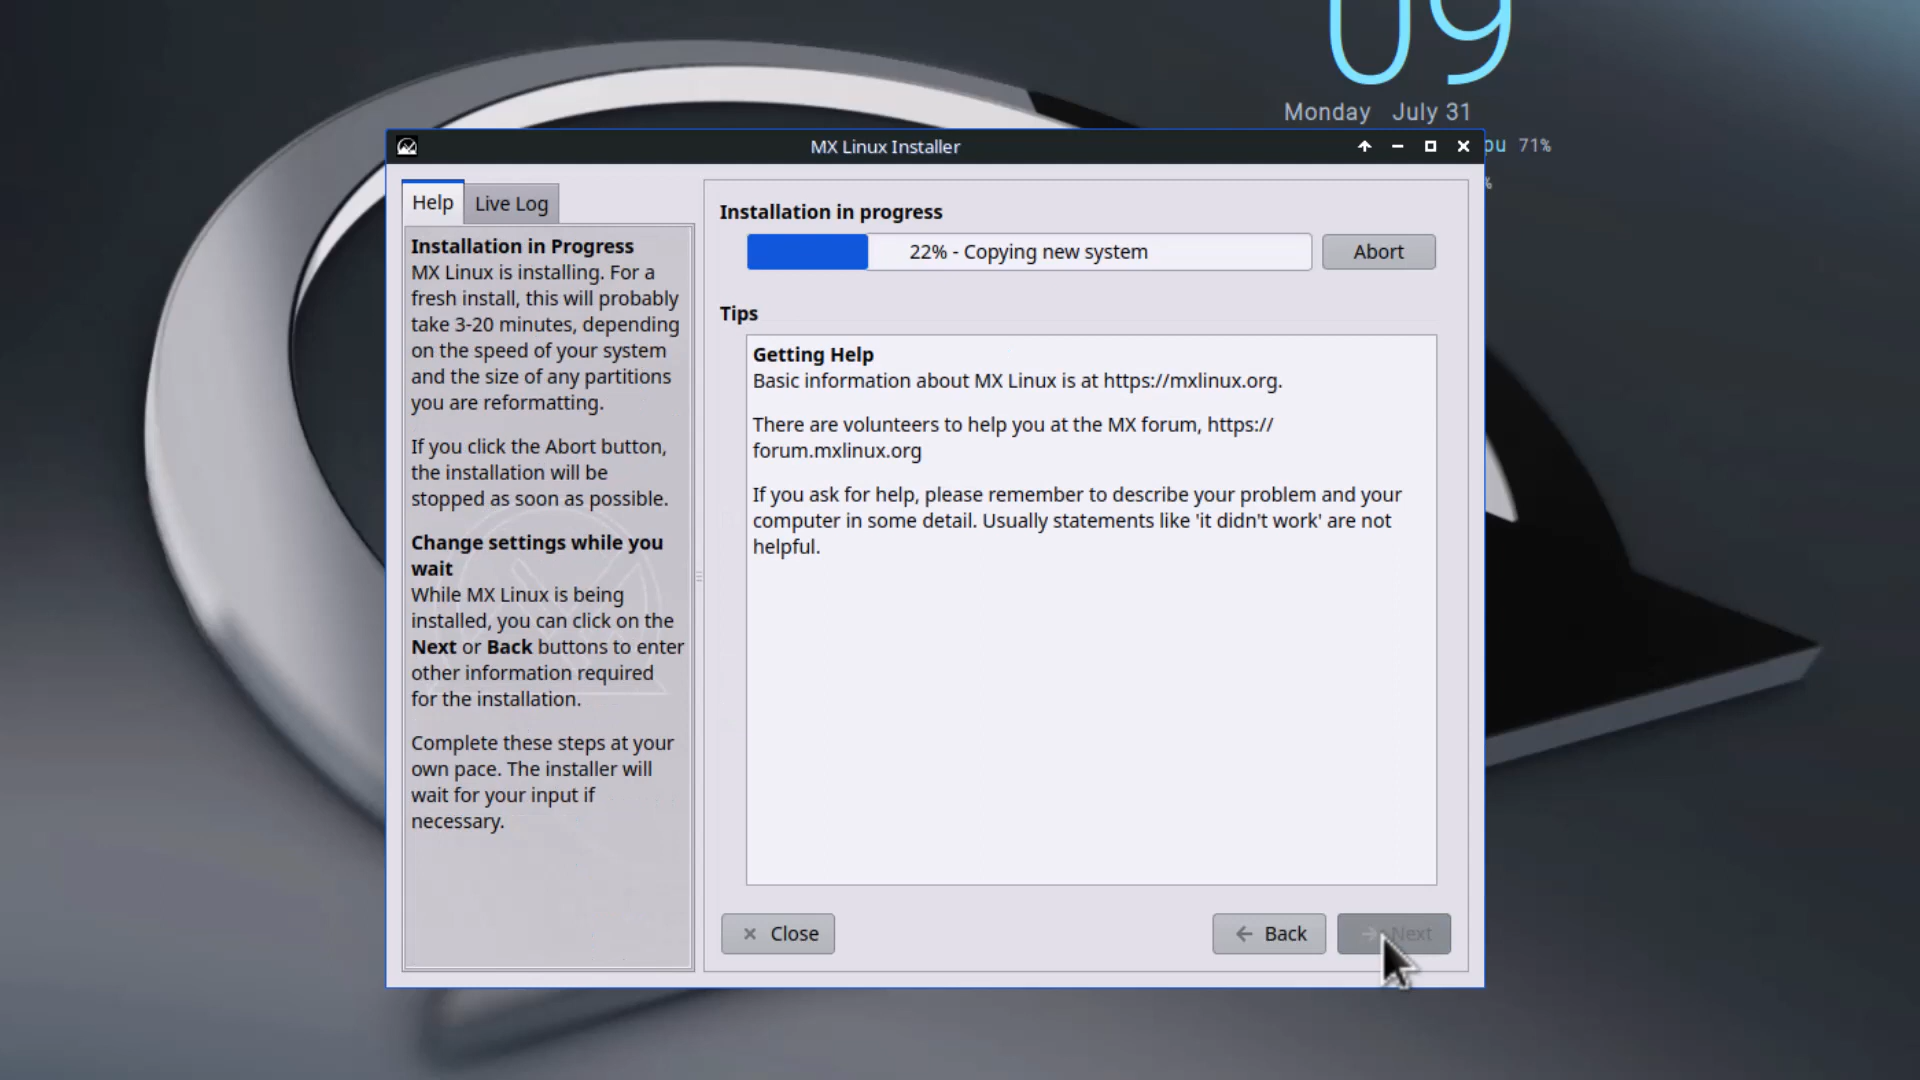 09
Monday July 31
MX Linux Installer
pu 71%
%
Help
Live Log
Installation in Progress
MX Linux is installing. For a
fresh install, this will probably
take 3-20 minutes, depending
on the speed of your system
and the size of any partitions
you are reformatting.
If you click the Abort button,
the installation will be
stopped as soon as possible.
Change settings while you
wait
While MX Linux is being
installed, you can click on the
Next or Back buttons to enter
other information required
for the installation.
Complete these steps at your
own pace. The installer will
wait for your input if
necessary.
Installation in progress
22% - Copying new system
Abort
Tips
Getting Help
Basic information about MX Linux is at https://mxlinux.org.
There are volunteers to help you at the MX forum, https://
forum.mxlinux.org
If you ask for help, please remember to describe your problem and your
computer in some detail. Usually statements like 'it didn't work' are not
helpful.
Close
Back
Next